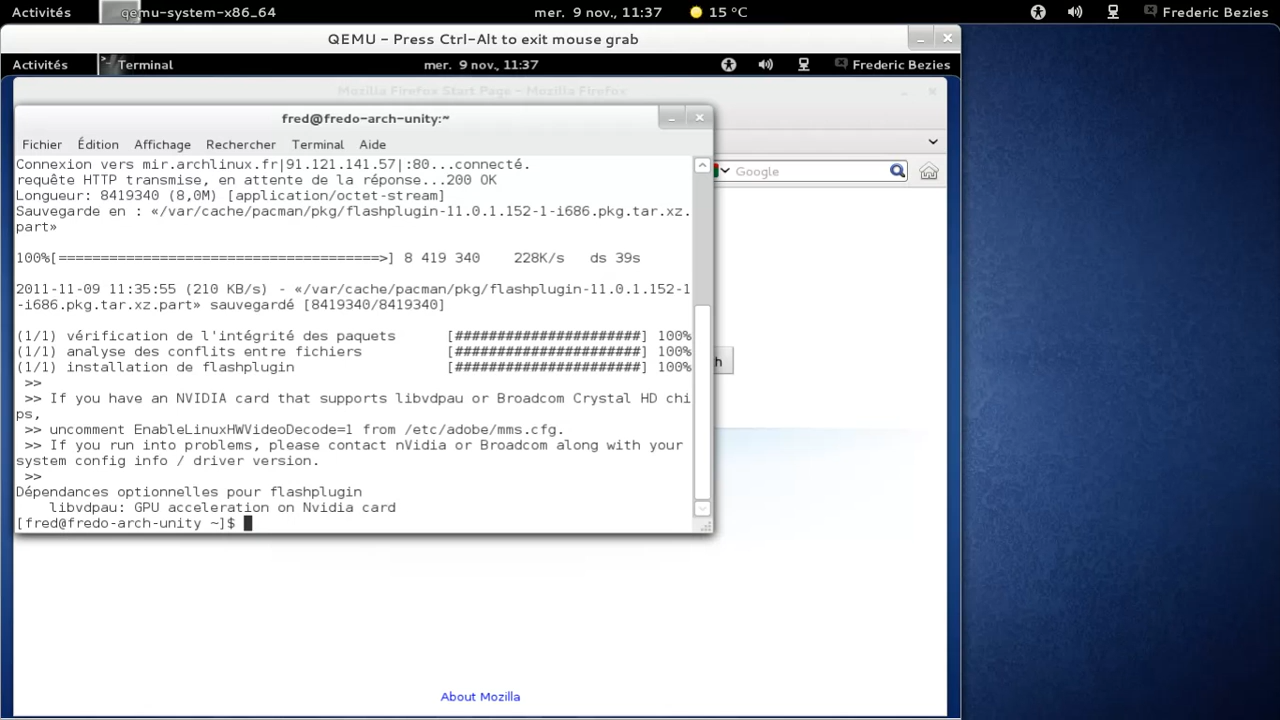 Activités qemu-system-x86_64 mer. 9 nov., 11:37 15 °C Frederic Bezies
QEMU - Press Ctrl-Alt to exit mouse grab
Activités Terminal mer. 9 nov., 11:37 Frederic Bezies
Mozilla Firefox Start Page - Mozilla Firefox
fred@fredo-arch-unity:~
Fichier Édition Affichage Rechercher Terminal Aide
Connexion vers mir.archlinux.fr|91.121.141.57|:80...connecté.
requête HTTP transmise, en attente de la réponse...200 OK
Google
Longueur: 8419340 (8,0M) [application/octet-stream]
Sauvegarde en : «/var/cache/pacman/pkg/flashplugin-11.0.1.152-1-i686.pkg.tar.xz.
part»
100%[======================================>] 8 419 340 228K/s ds 39s
2011-11-09 11:35:55 (210 KB/s) - «/var/cache/pacman/pkg/flashplugin-11.0.1.152-1
-i686.pkg.tar.xz.part» sauvegardé [8419340/8419340]
(1/1) vérification de l'intégrité des paquets [######################] 100%
(1/1) analyse des conflits entre fichiers [######################] 100%
(1/1) installation de flashplugin [######################] 100%
h
>>
>> If you have an NVIDIA card that supports libvdpau or Broadcom Crystal HD chi
ps,
>> uncomment EnableLinuxHWVideoDecode=1 from /etc/adobe/mms.cfg.
>> If you run into problems, please contact nVidia or Broadcom along with your
system config info / driver version.
>>
Dépendances optionnelles pour flashplugin
libvdpau: GPU acceleration on Nvidia card
[fred@fredo-arch-unity ~]$
About Mozilla